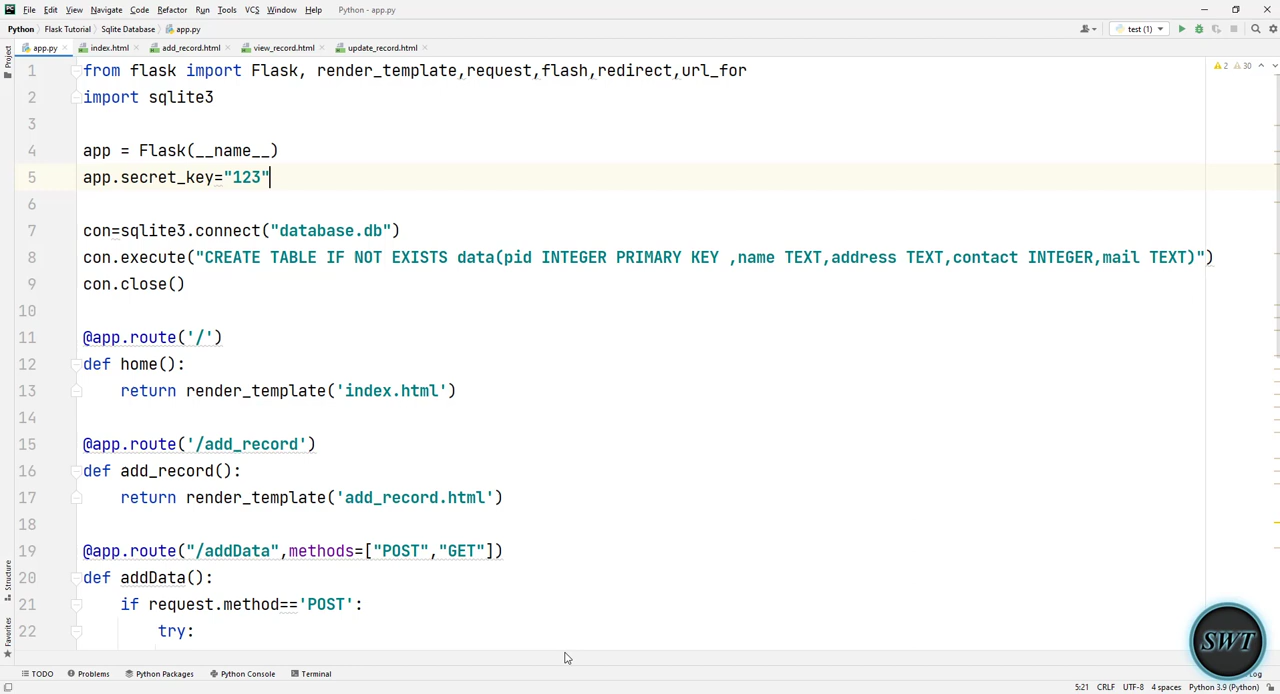 File Edit View Navigate Code Refactor Run Tools VCS Window Help Python - app.py
Python Flask Tutorial Sqlite Database app.py
test (1)
app.py index.html add_record.html view_record.html update_record.html
Project
1 from flask import Flask, render_template,request,flash,redirect,url_for
2 30
2 import sqlite3
3
4 app = Flask(__name__)
5 app.secret_key="123"
6
7 con=sqlite3.connect("database.db")
8 con.execute("CREATE TABLE IF NOT EXISTS data(pid INTEGER PRIMARY KEY ,name TEXT,address TEXT,contact INTEGER,mail TEXT)")
9 con.close()
10
11 @app.route('/')
12 def home():
13 return render_template('index.html')
14
15 @app.route('/add_record')
16 def add_record():
17 return render_template('add_record.html')
18
19 @app.route("/addData",methods=["POST","GET"])
20 def addData():
21 if request.method=='POST':
22 try:
Structure
Favorites
SWT
TODO Problems Python Packages Python Console Terminal Log
5:21 CRLF UTF-8 4 spaces Python 3.9 (Python)